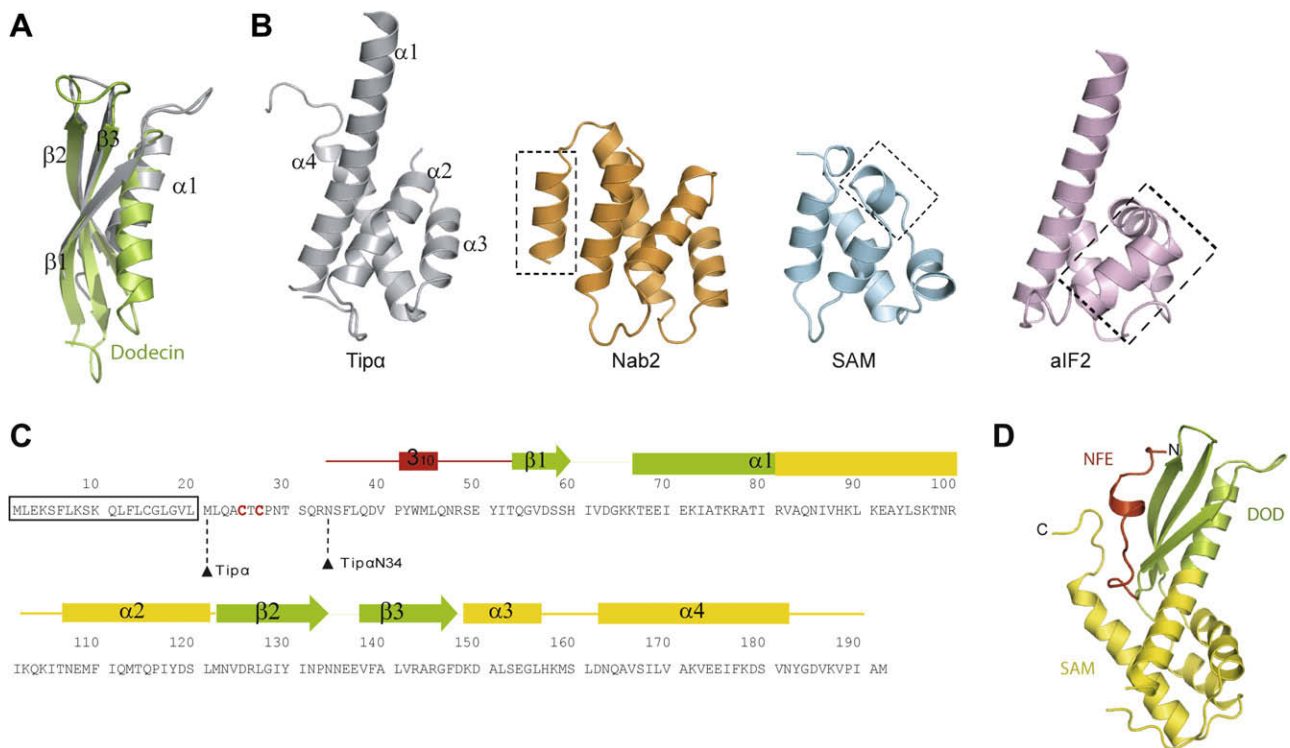 A
β2
β3
α1
β1
Dodecin
B
α1
α4
α2
α3
Tipα
Nab2
SAM
aIF2
C
3₁₀ β1 α1
10 20 30 40 50 60 70 80 90 100
MLEKSFLKSK QLFLCGLGVL MLQACTCPNT SQRNSFLQDV PYWMLQNRSE YITQGVDSSH IVDGKKTEEI EKIATKRATI RVAQNIVHKL KEAYLSKTNR
Tipα
TipαN34
α2 β2 β3 α3 α4
110 120 130 140 150 160 170 180 190
IKQKITNEMF IQMTQPIYDS LMNVDRLGIY INPNNEEVFA LVRARGFDKD ALSEGLHKMS LDNQAVSILV AKVEEIFKDS VNYGDVKVPI AM
D
NFE
N
DOD
C
SAM